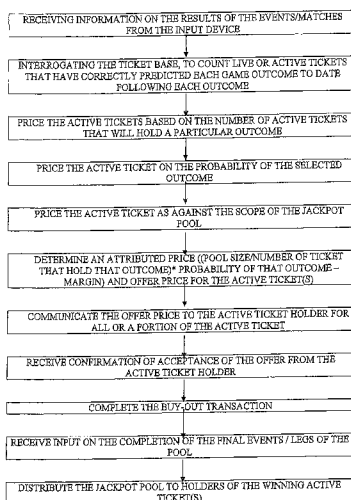 RECEIVING INFORMATION ON THE RESULTS OF THE EVENTS/MATCHES
FROM THE INPUT DEVICE
INTERROGATING THE TICKET BASE, TO COUNT LIVE OR ACTIVE TICKETS
THAT HAVE CORRECTLY PREDICTED EACH GAME OUTCOME TO DATE
FOLLOWING EACH OUTCOME
PRICE THE ACTIVE TICKETS BASED ON THE NUMBER OF ACTIVE TICKETS
THAT WILL HOLD A PARTICULAR OUTCOME
PRICE THE ACTIVE TICKET ON THE PROBABILITY OF THE SELECTED
OUTCOME
PRICE THE ACTIVE TICKET AS AGAINST THE SCOPE OF THE JACKPOT
POOL
DETERMINE AN ATTRIBUTED PRICE ((POOL SIZE/NUMBER OF TICKET
THAT HOLD THAT OUTCOME)* PROBABILITY OF THAT OUTCOME –
MARGIN) AND OFFER PRICE FOR THE ACTIVE TICKET(S)
COMMUNICATE THE OFFER PRICE TO THE ACTIVE TICKET HOLDER FOR
ALL OR A PORTION OF THE ACTIVE TICKET
RECEIVE CONFIRMATION OF ACCEPTANCE OF THE OFFER FROM THE
ACTIVE TICKET HOLDER
COMPLETE THE BUY-OUT TRANSACTION
RECEIVE INPUT ON THE COMPLETION OF THE FINAL EVENTS / LEGS OF THE
POOL
DISTRIBUTE THE JACKPOT POOL TO HOLDERS OF THE WINNING ACTIVE
TICKET(S)